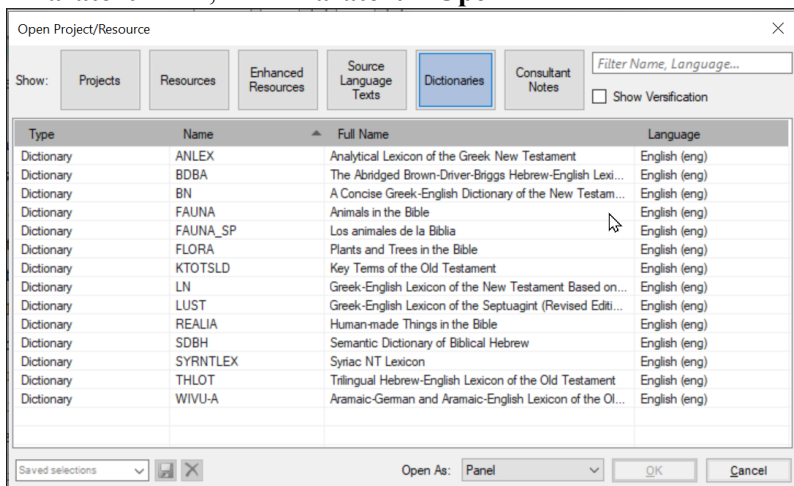 Open Project/Resource
Show: Projects Resources Enhanced Resources Source Language Texts Dictionaries Consultant Notes Filter Name, Language...
Show Versification
Type Name Full Name Language
Dictionary ANLEX Analytical Lexicon of the Greek New Testament English (eng)
Dictionary BDBA The Abridged Brown-Driver-Briggs Hebrew-English Lexi... English (eng)
Dictionary BN A Concise Greek-English Dictionary of the New Testam... English (eng)
Dictionary FAUNA Animals in the Bible English (eng)
Dictionary FAUNA_SP Los animales de la Biblia English (eng)
Dictionary FLORA Plants and Trees in the Bible English (eng)
Dictionary KTOTSLD Key Terms of the Old Testament English (eng)
Dictionary LN Greek-English Lexicon of the New Testament Based on... English (eng)
Dictionary LUST Greek-English Lexicon of the Septuagint (Revised Editi... English (eng)
Dictionary REALIA Human-made Things in the Bible English (eng)
Dictionary SDBH Semantic Dictionary of Biblical Hebrew English (eng)
Dictionary SYRNTLEX Syriac NT Lexicon English (eng)
Dictionary THLOT Trilingual Hebrew-English Lexicon of the Old Testament English (eng)
Dictionary WIVU-A Aramaic-German and Aramaic-English Lexicon of the Ol... English (eng)
Saved selections Open As: Panel OK Cancel